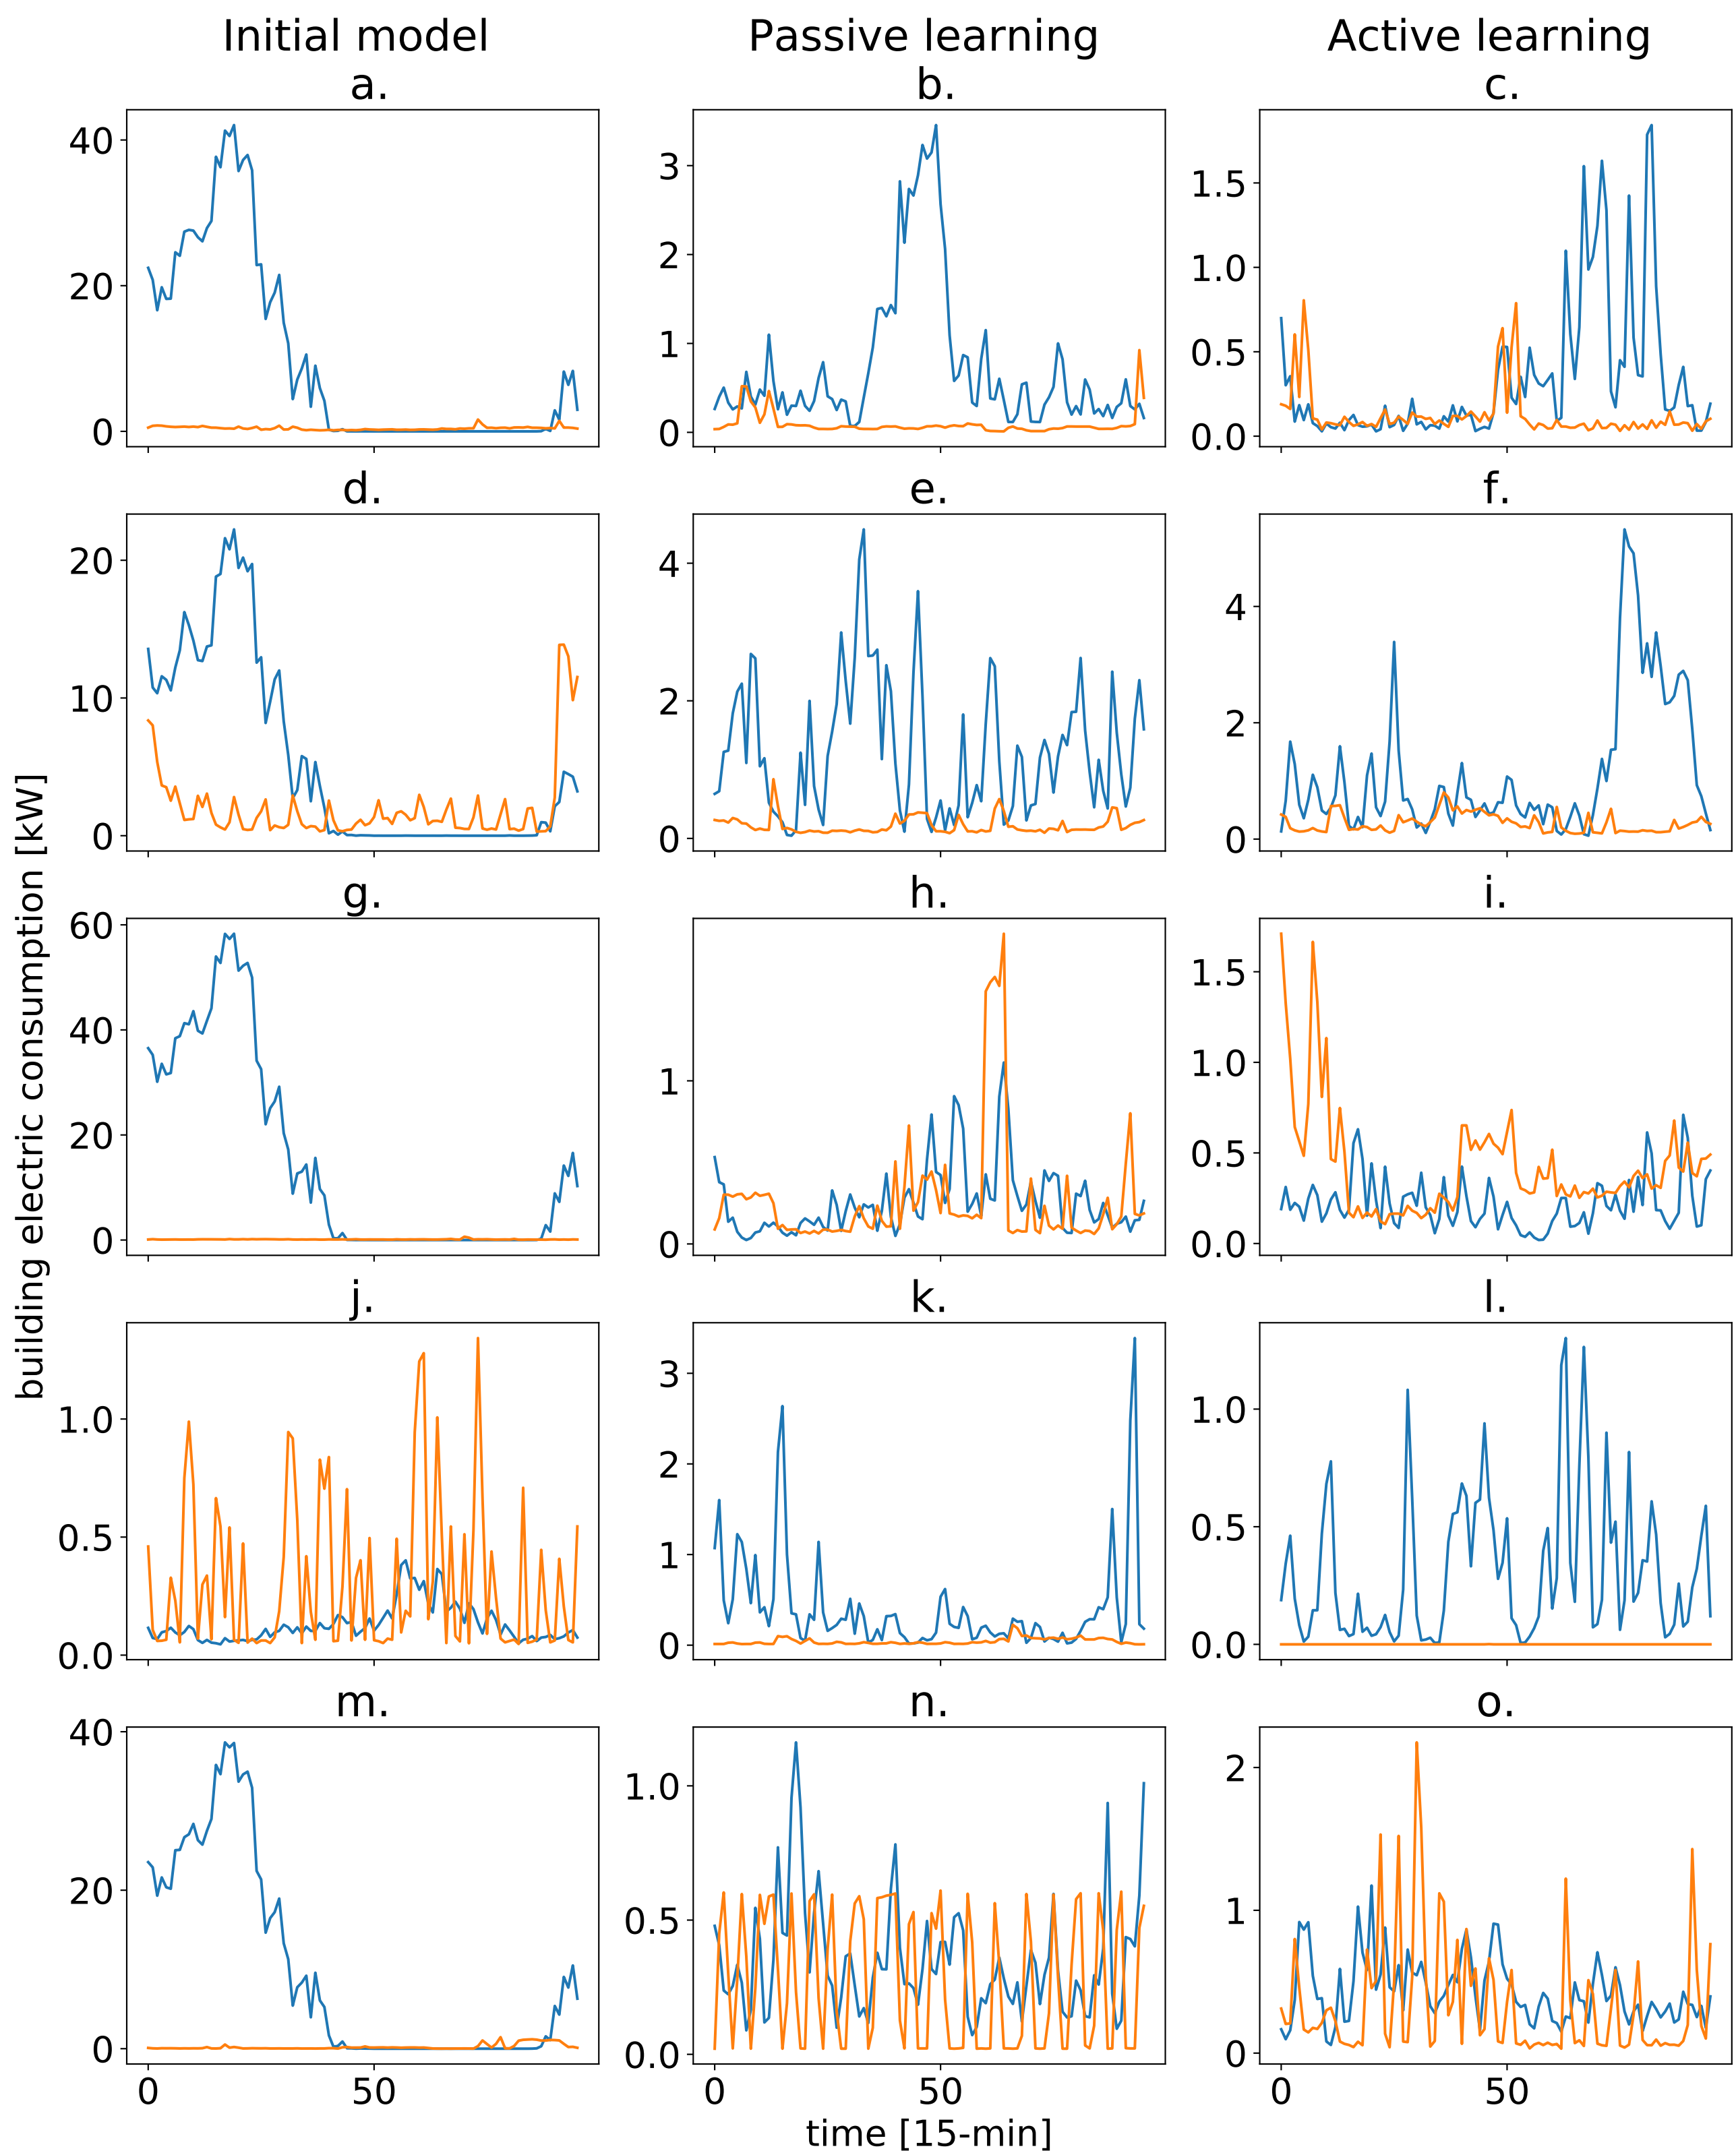 Initial model Passive learning Active learning
a. b. c.
40 3 1.5
20 2 1.0
0 1 0.5
0 0.0
d. e. f.
20 4 4
10 2 2
0 0 0
building electric consumption [kW]
g. h. i.
60 1 1.5
40 0 1.0
20 0.5
0 0.0
j. k. l.
1.0 3 1.0
0.5 2 0.5
0.0 1 0.0
0
m. n. o.
40 1.0 2
20 0.5 1
0 0.0 0
0 50 0 50 0 50
time [15-min]